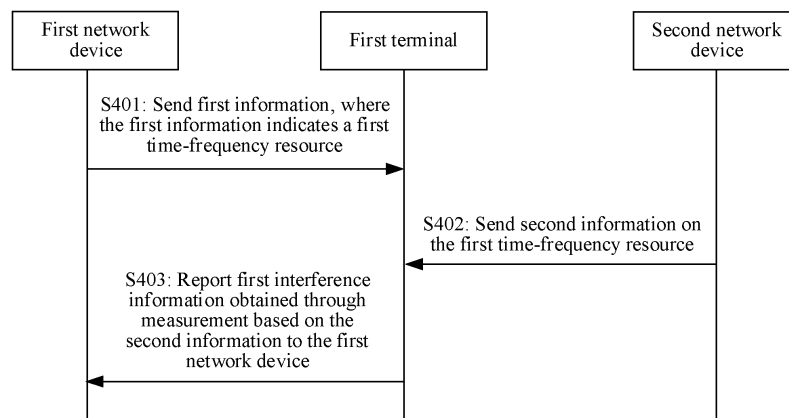 First network
device
First terminal
Second network
device
S401: Send first information, where
the first information indicates a first
time-frequency resource
S402: Send second information on
the first time-frequency resource
S403: Report first interference
information obtained through
measurement based on the
second information to the first
network device